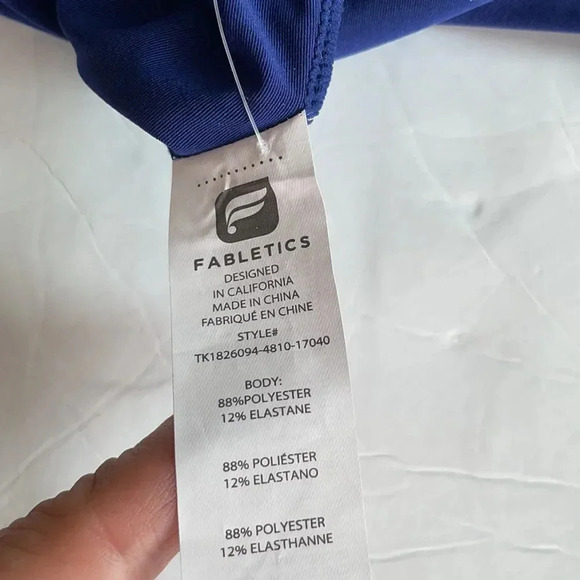 FABLETICS
DESIGNED
IN CALIFORNIA
MADE IN CHINA
FABRIQUÉ EN CHINE
STYLE#
TK1826094-4810-17040
BODY:
88%POLYESTER
12% ELASTANE
88% POLIÉSTER
12% ELASTANO
88% POLYESTER
12% ELASTHANNE